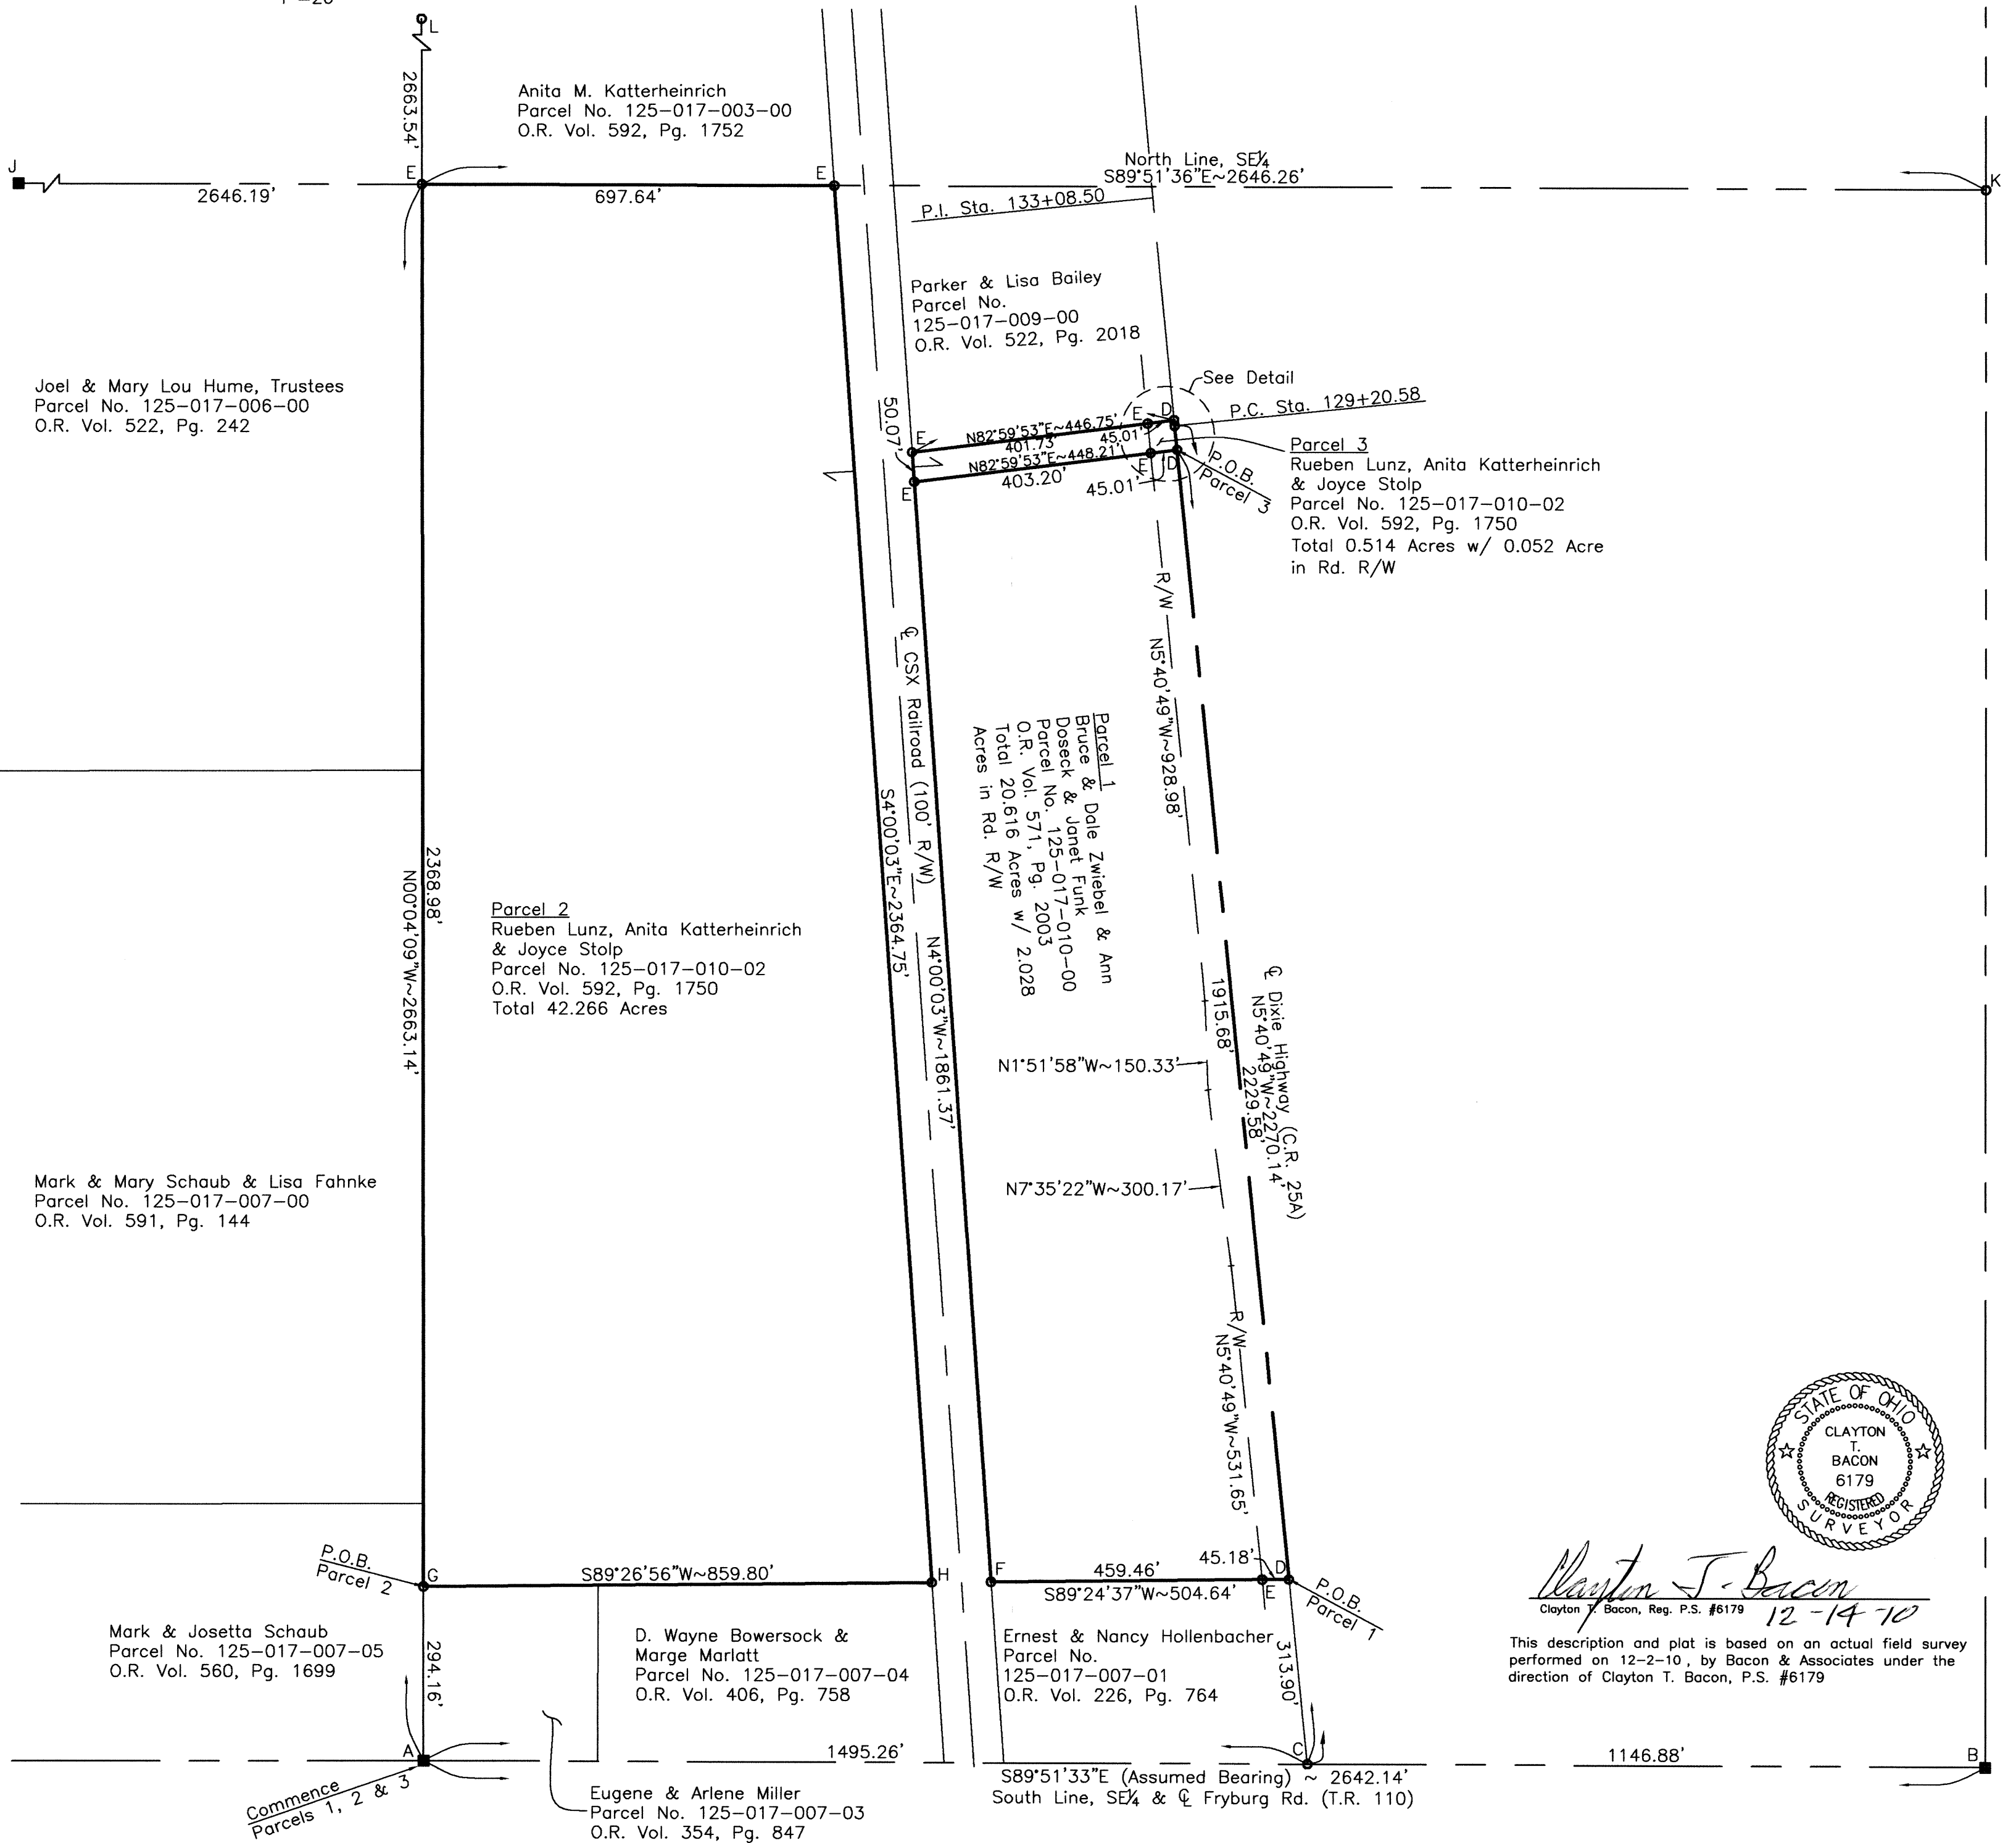 L
2663.54'
Anita M. Katterheinrich
Parcel No. 125-017-003-00
O.R. Vol. 592, Pg. 1752
J
2646.19'
E
697.64'
E
North Line, SE¼
S89°51'36"E~2646.26'
K
P.I. Sta. 133+08.50
Parker & Lisa Bailey
Parcel No.
125-017-009-00
O.R. Vol. 522, Pg. 2018
Joel & Mary Lou Hume, Trustees
Parcel No. 125-017-006-00
O.R. Vol. 522, Pg. 242
See Detail
P.C. Sta. 129+20.58
50.07'
E
N82°59'53"E~446.75'
401.73'
45.01'
E
D
N82°59'53"E~448.21'
403.20'
45.01'
E
E
D
P.O.B.
Parcel 3
Parcel 3
Rueben Lunz, Anita Katterheinrich
& Joyce Stolp
Parcel No. 125-017-010-02
O.R. Vol. 592, Pg. 1750
Total 0.514 Acres w/ 0.052 Acre
in Rd. R/W
R/W
N5°40'49"W~928.98'
℄ CSX Railroad (100' R/W)
S4°00'03"E~2364.75'
N4°00'03"W~1861.37'
Parcel 1
Bruce & Dale Zwiebel & Ann
Doseck & Janet Funk
Parcel No. 125-017-010-00
O.R. Vol. 571, Pg. 2003
Total 20.616 Acres w/ 2.028
Acres in Rd. R/W
2368.98'
N00°04'09"W~2663.14'
Parcel 2
Rueben Lunz, Anita Katterheinrich
& Joyce Stolp
Parcel No. 125-017-010-02
O.R. Vol. 592, Pg. 1750
Total 42.266 Acres
1915.68'
℄ Dixie Highway (C.R. 25A)
N5°40'49"W~2270.14'
2229.58'
N1°51'58"W~150.33'
N7°35'22"W~300.17'
Mark & Mary Schaub & Lisa Fahnke
Parcel No. 125-017-007-00
O.R. Vol. 591, Pg. 144
R/W
N5°40'49"W~531.65'
STATE OF OHIO
CLAYTON
T.
BACON
6179
REGISTERED
SURVEYOR
P.O.B.
Parcel 2
G
S89°26'56"W~859.80'
H
F
459.46'
45.18'
D
S89°24'37"W~504.64'
E
P.O.B.
Parcel 1
Clayton T. Bacon
Clayton T. Bacon, Reg. P.S. #6179
12-14-10
This description and plat is based on an actual field survey
performed on 12-2-10, by Bacon & Associates under the
direction of Clayton T. Bacon, P.S. #6179
Mark & Josetta Schaub
Parcel No. 125-017-007-05
O.R. Vol. 560, Pg. 1699
294.16'
D. Wayne Bowersock &
Marge Marlatt
Parcel No. 125-017-007-04
O.R. Vol. 406, Pg. 758
Ernest & Nancy Hollenbacher
Parcel No.
125-017-007-01
O.R. Vol. 226, Pg. 764
313.90'
A
1495.26'
C
1146.88'
B
Commence
Parcels 1, 2 & 3
S89°51'33"E (Assumed Bearing) ~ 2642.14'
South Line, SE¼ & ℄ Fryburg Rd. (T.R. 110)
Eugene & Arlene Miller
Parcel No. 125-017-007-03
O.R. Vol. 354, Pg. 847